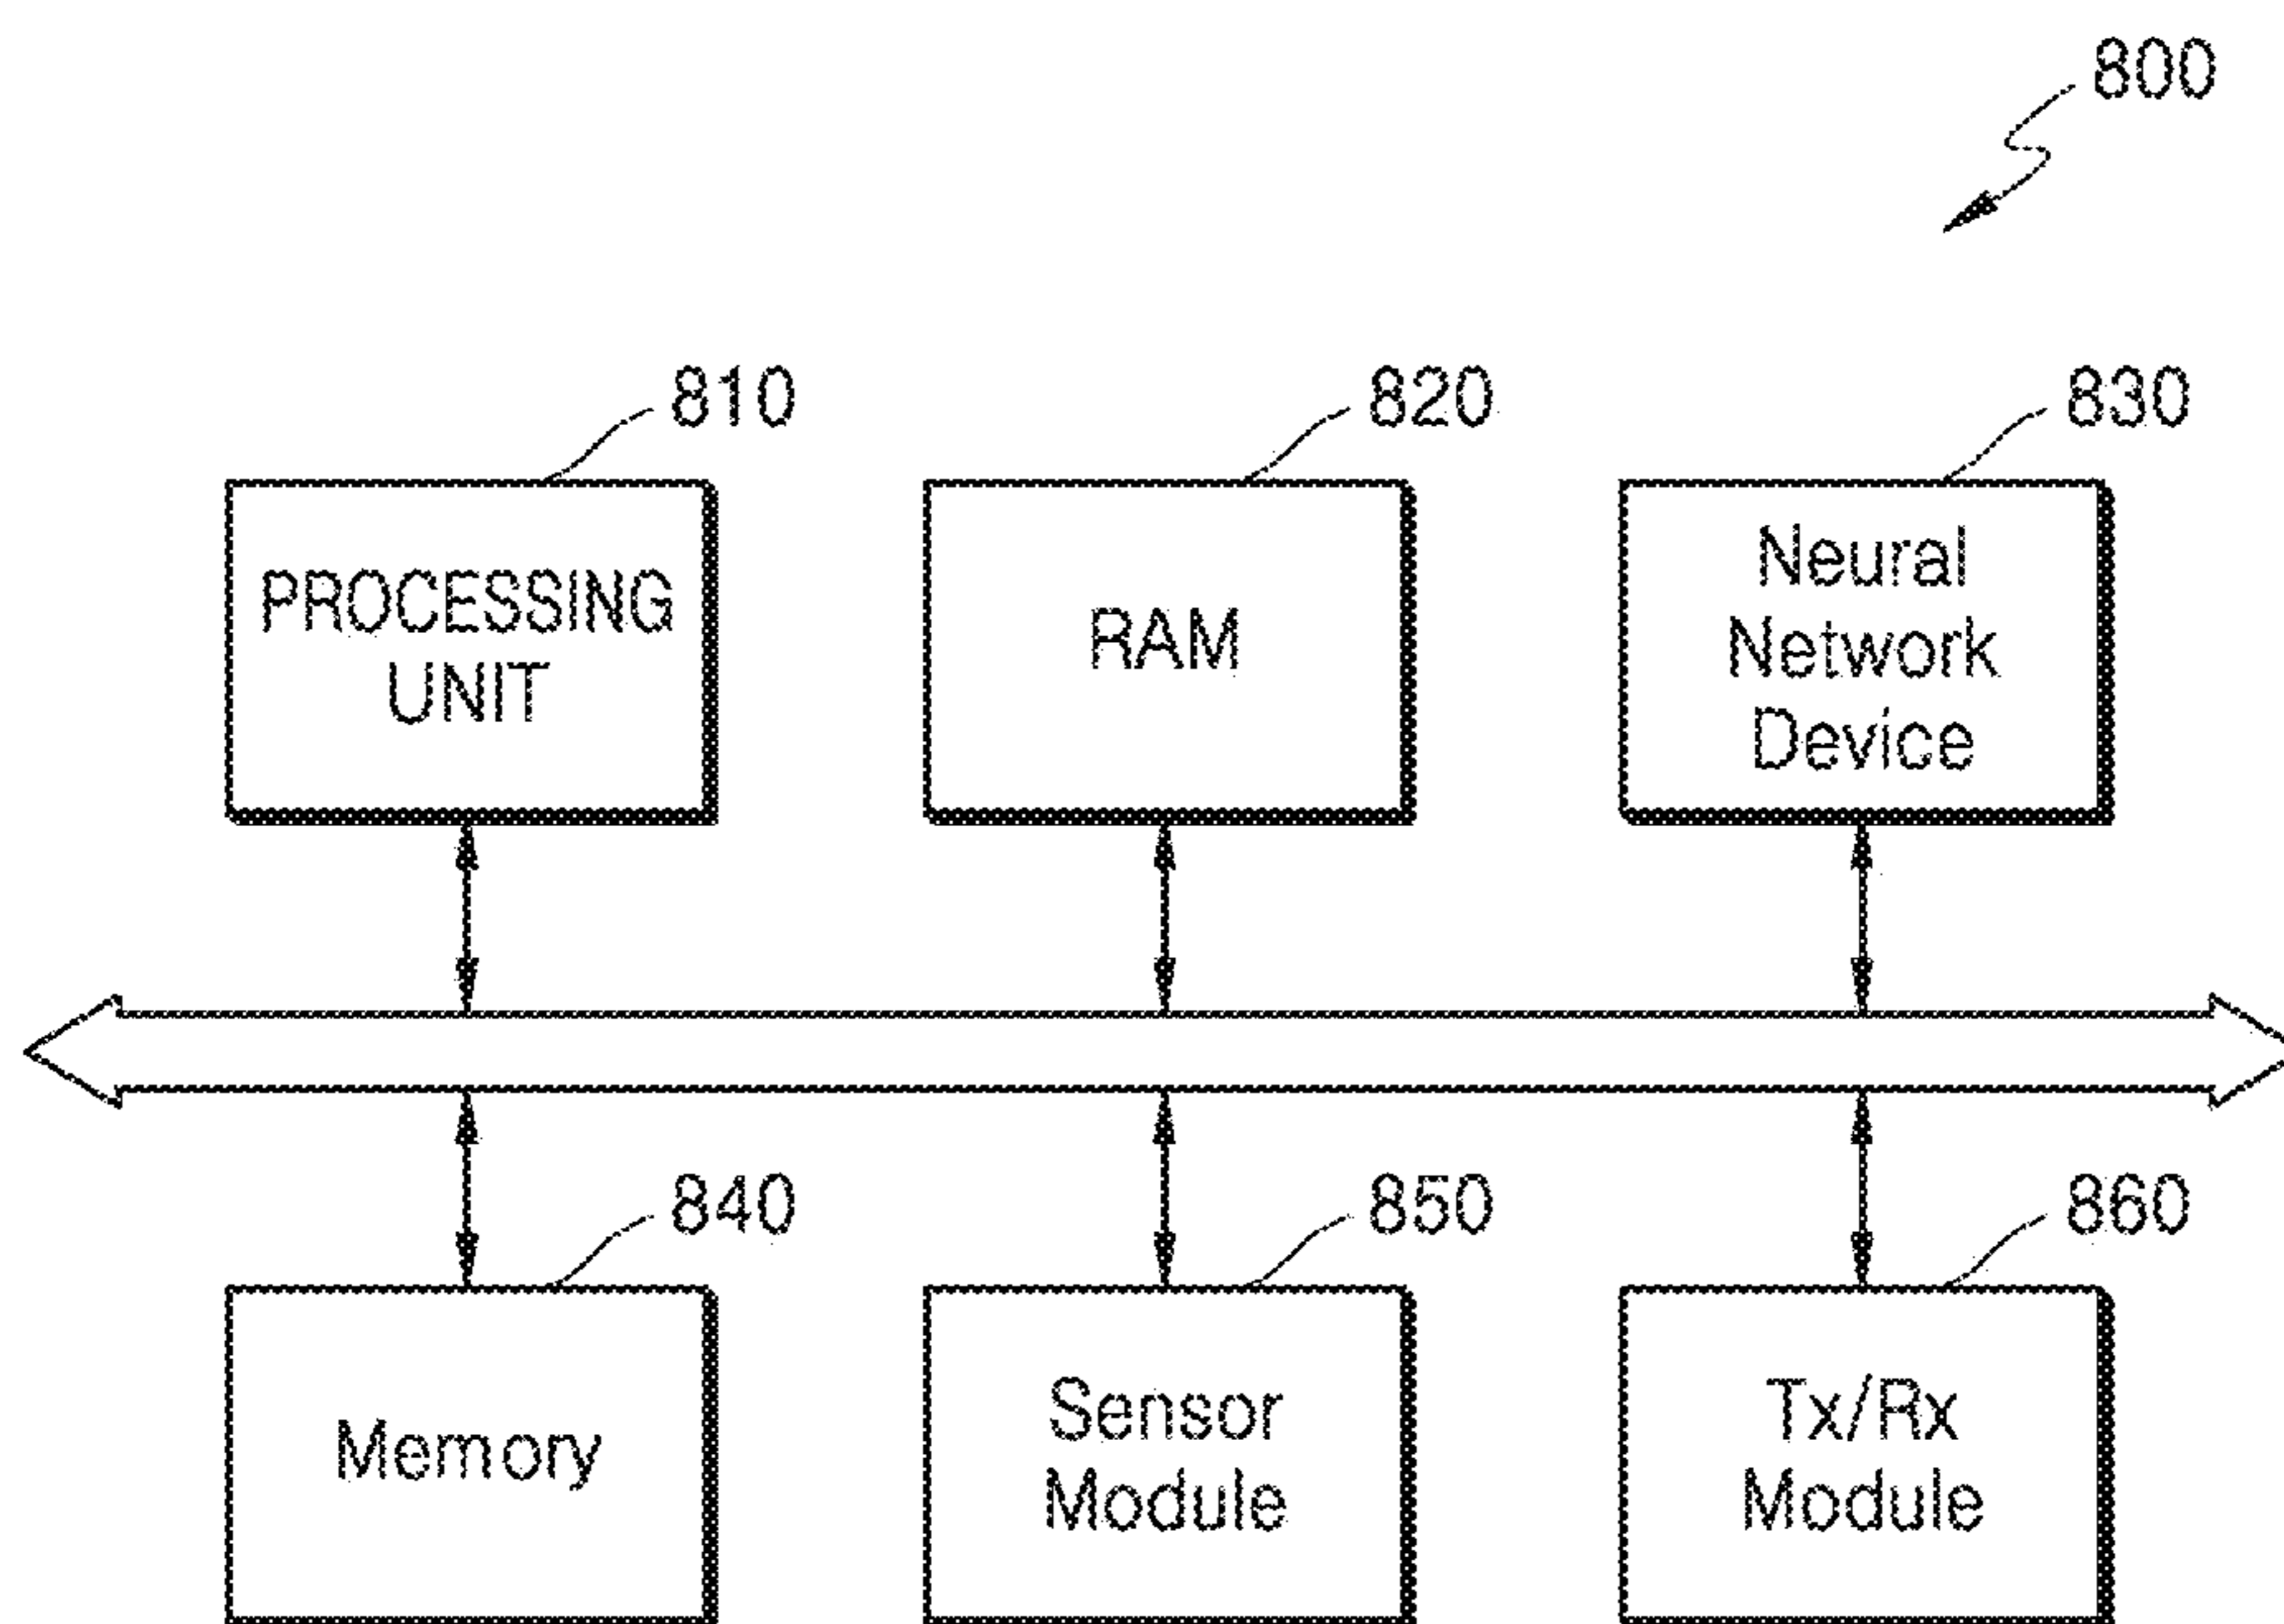 800
810
820
830
PROCESSING
UNIT
RAM
Neural
Network
Device
840
850
860
Memory
Sensor
Module
Tx/Rx
Module